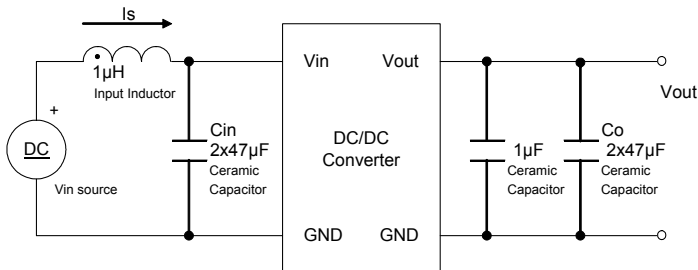 Is
1µH
Input Inductor
+
DC
Vin source
Cin
2x47µF
Ceramic
Capacitor
Vin
Vout
DC/DC
Converter
GND
GND
1µF
Ceramic
Capacitor
Co
2x47µF
Ceramic
Capacitor
Vout